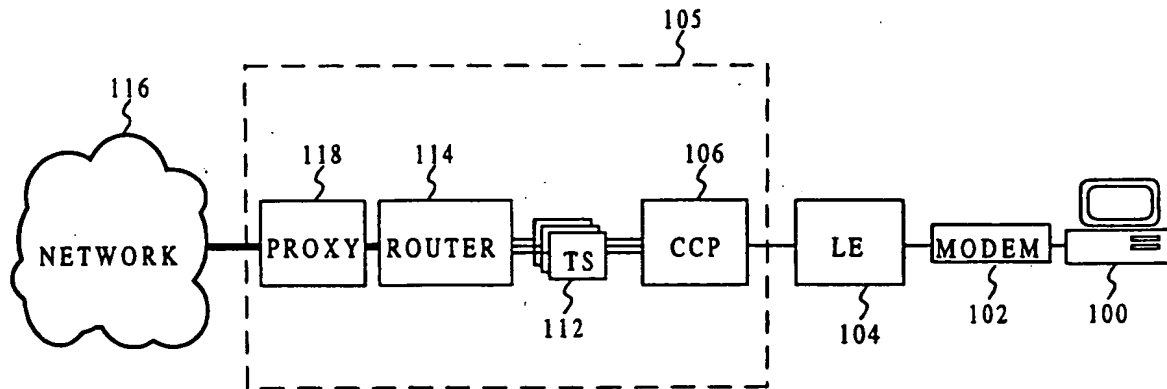 105
116
118
114
106
NETWORK
PROXY
ROUTER
TS
CCP
LE
MODEM
112
104
102
100